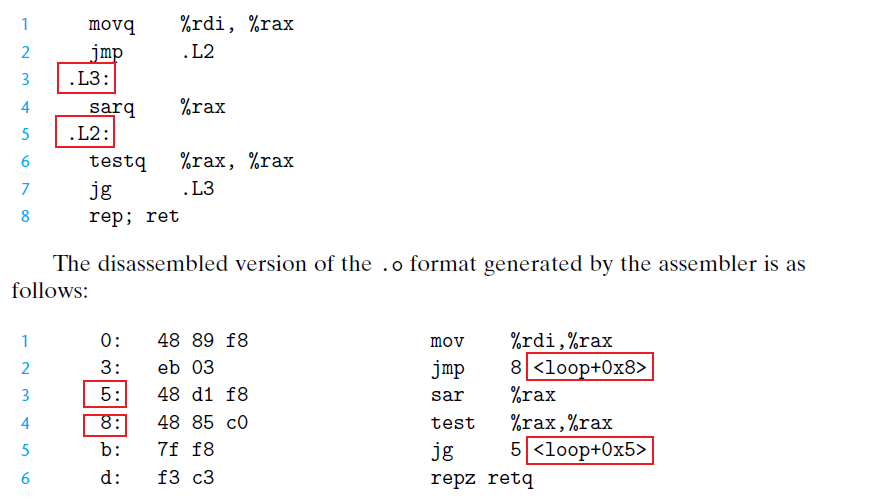 1 movq %rdi, %rax
2 jmp .L2
3 .L3:
4 sarq %rax
5 .L2:
6 testq %rax, %rax
7 jg .L3
8 rep; ret
The disassembled version of the .o format generated by the assembler is as
follows:
1 0: 48 89 f8 mov %rdi,%rax
2 3: eb 03 jmp 8 <loop+0x8>
3 5: 48 d1 f8 sar %rax
4 8: 48 85 c0 test %rax,%rax
5 b: 7f f8 jg 5 <loop+0x5>
6 d: f3 c3 repz retq